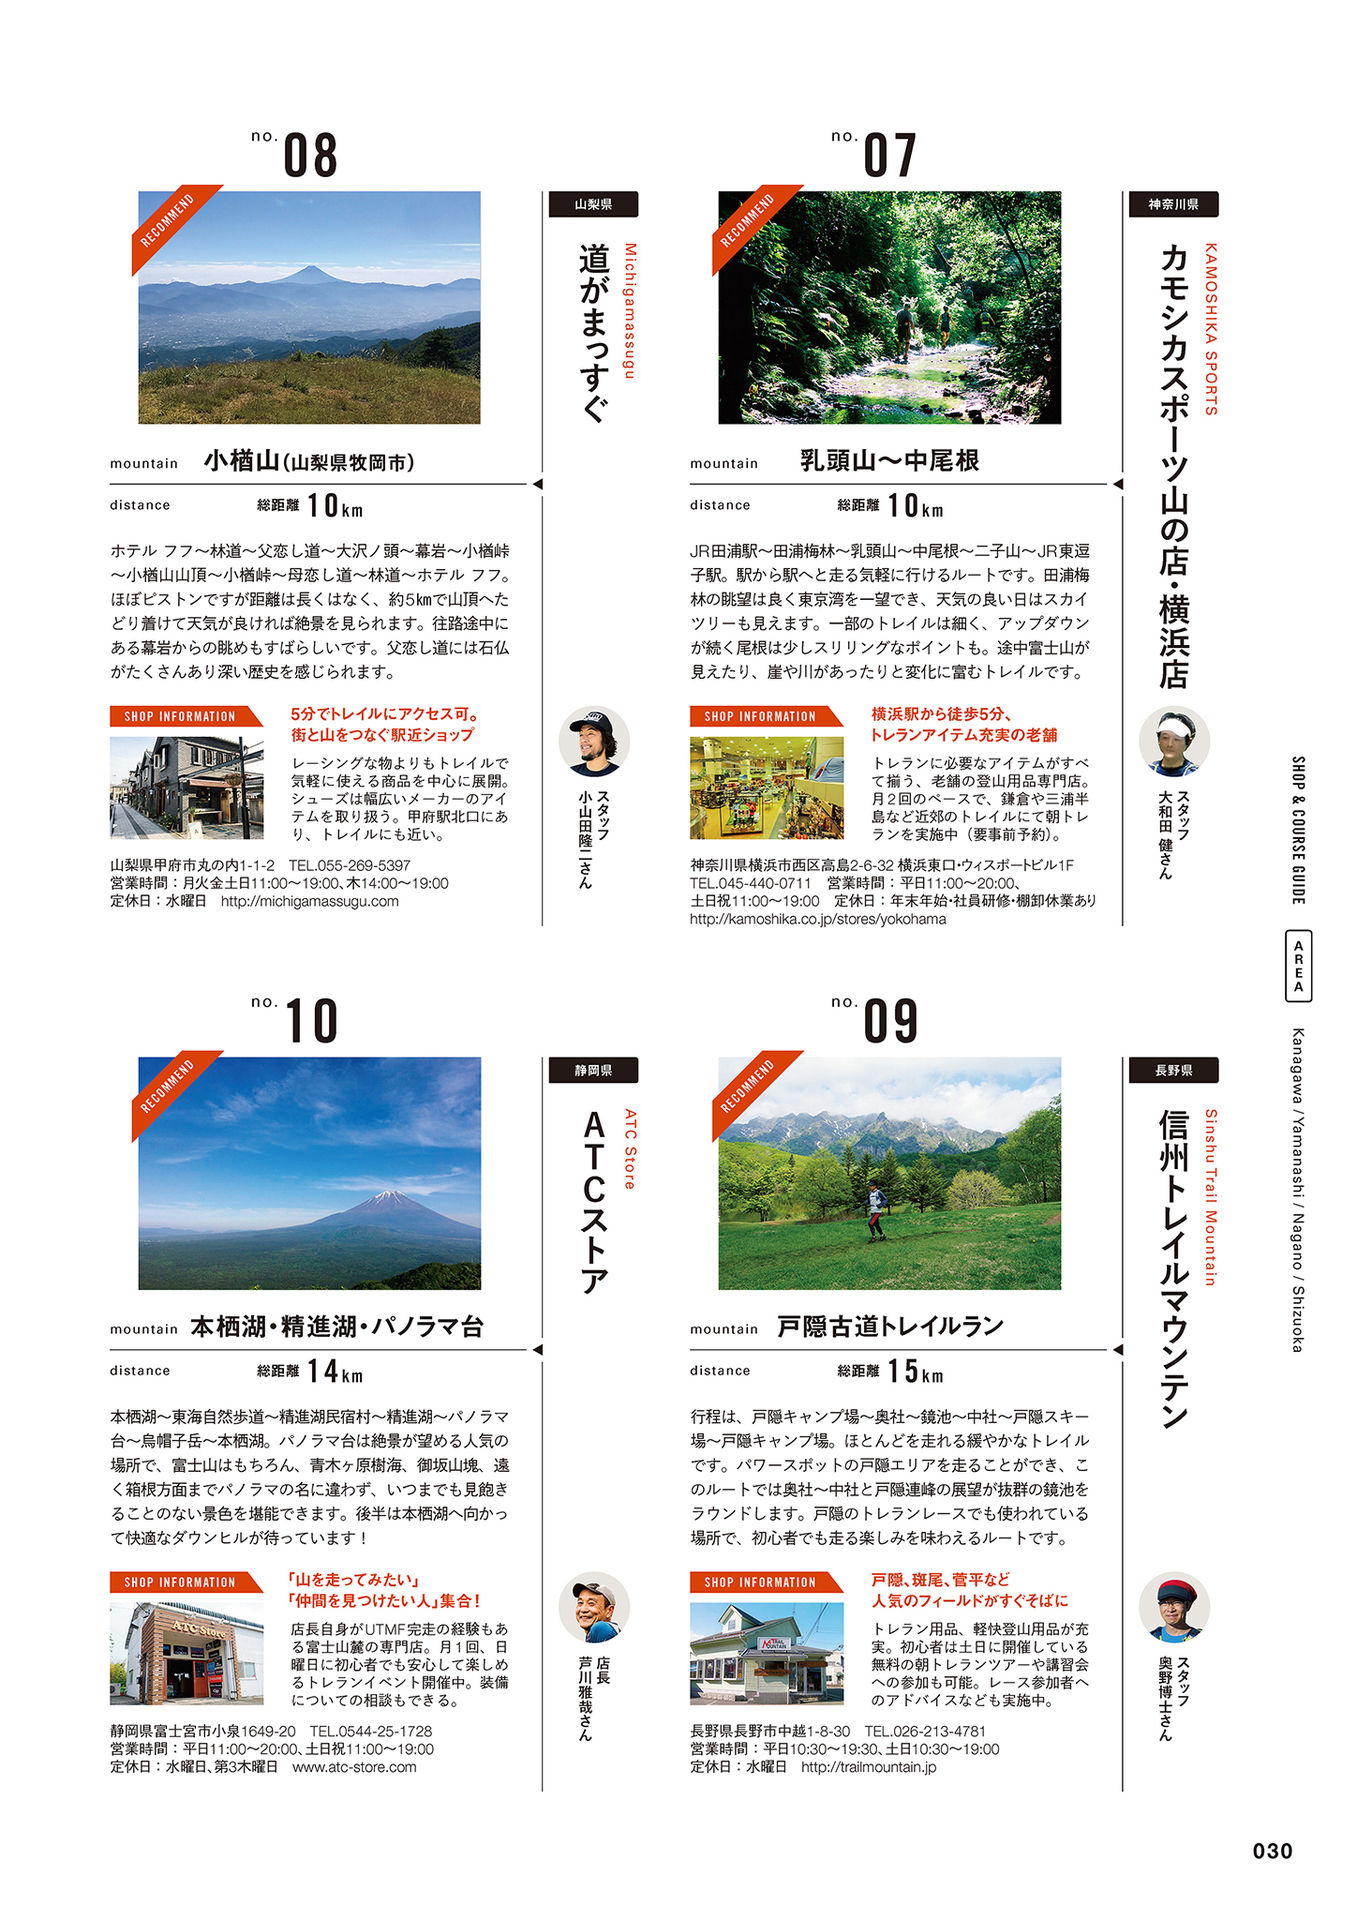 no. 07
RECOMMEND
神奈川県
KAMOSHIKA SPORTS
カモシカスポーツ山の店・横浜店
mountain 乳頭山〜中尾根
distance 総距離 10km
JR田浦駅〜田浦梅林〜乳頭山〜中尾根〜二子山〜JR東逗
子駅。駅から駅へと走る気軽に行けるルートです。田浦梅
林の眺望は良く東京湾を一望でき、天気の良い日はスカイ
ツリーも見えます。一部のトレイルは細く、アップダウン
が続く尾根は少しスリリングなポイントも。途中富士山が
見えたり、崖や川があったりと変化に富むトレイルです。
SHOP INFORMATION
横浜駅から徒歩5分、
トレランアイテム充実の老舗
トレランに必要なアイテムがすべ
て揃う、老舗の登山用品専門店。
月2回のペースで、鎌倉や三浦半
島など近郊のトレイルにて朝トレ
ランを実施中（要事前予約）。
スタッフ
大和田 健さん
神奈川県横浜市西区高島2-6-32 横浜東口・ウィスポートビル1F
TEL.045-440-0711 営業時間：平日11:00〜20:00、
土日祝11:00〜19:00 定休日：年末年始・社員研修・棚卸休業あり
http://kamoshika.co.jp/stores/yokohama
no. 08
RECOMMEND
山梨県
Michigamassugu
道がまっすぐ
mountain 小楢山（山梨県牧岡市）
distance 総距離 10km
ホテル フフ〜林道〜父恋し道〜大沢ノ頭〜幕岩〜小楢峠
〜小楢山山頂〜小楢峠〜母恋し道〜林道〜ホテル フフ。
ほぼピストンですが距離は長くはなく、約5kmで山頂へた
どり着けて天気が良ければ絶景を見られます。往路途中に
ある幕岩からの眺めもすばらしいです。父恋し道には石仏
がたくさんあり深い歴史を感じられます。
SHOP INFORMATION
5分でトレイルにアクセス可。
街と山をつなぐ駅近ショップ
レーシングな物よりもトレイルで
気軽に使える商品を中心に展開。
シューズは幅広いメーカーのアイ
テムを取り扱う。甲府駅北口にあ
り、トレイルにも近い。
スタッフ
小山田隆二さん
山梨県甲府市丸の内1-1-2 TEL.055-269-5397
営業時間：月火金土日11:00〜19:00、木14:00〜19:00
定休日：水曜日 http://michigamassugu.com
no. 09
RECOMMEND
長野県
Sinshu Trail Mountain
信州トレイルマウンテン
mountain 戸隠古道トレイルラン
distance 総距離 15km
行程は、戸隠キャンプ場〜奥社〜鏡池〜中社〜戸隠スキー
場〜戸隠キャンプ場。ほとんどを走れる緩やかなトレイル
です。パワースポットの戸隠エリアを走ることができ、こ
のルートでは奥社〜中社と戸隠連峰の展望が抜群の鏡池を
ラウンドします。戸隠のトレランレースでも使われている
場所で、初心者でも走る楽しみを味わえるルートです。
SHOP INFORMATION
戸隠、斑尾、菅平など
人気のフィールドがすぐそばに
TRAIL
MOUNTAIN
トレラン用品、軽快登山用品が充
実。初心者は土日に開催している
無料の朝トレランツアーや講習会
への参加も可能。レース参加者へ
のアドバイスなども実施中。
スタッフ
奥野博士さん
長野県長野市中越1-8-30 TEL.026-213-4781
営業時間：平日10:30〜19:30、土日10:30〜19:00
定休日：水曜日 http://trailmountain.jp
no. 10
RECOMMEND
静岡県
ATC Store
ATCストア
mountain 本栖湖・精進湖・パノラマ台
distance 総距離 14km
本栖湖〜東海自然歩道〜精進湖民宿村〜精進湖〜パノラマ
台〜烏帽子岳〜本栖湖。パノラマ台は絶景が望める人気の
場所で、富士山はもちろん、青木ヶ原樹海、御坂山塊、遠
く箱根方面までパノラマの名に違わず、いつまでも見飽き
ることのない景色を堪能できます。後半は本栖湖へ向かっ
て快適なダウンヒルが待っています！
SHOP INFORMATION
「山を走ってみたい」
「仲間を見つけたい人」集合！
ATC Store
店長自身がUTMF完走の経験もあ
る富士山麓の専門店。月1回、日
曜日に初心者でも安心して楽しめ
るトレランイベント開催中。装備
についての相談もできる。
店長
芦川雅哉さん
静岡県富士宮市小泉1649-20 TEL.0544-25-1728
営業時間：平日11:00〜20:00、土日祝11:00〜19:00
定休日：水曜日、第3木曜日 www.atc-store.com
SHOP & COURSE GUIDE
AREA
Kanagawa / Yamanashi / Nagano / Shizuoka
030